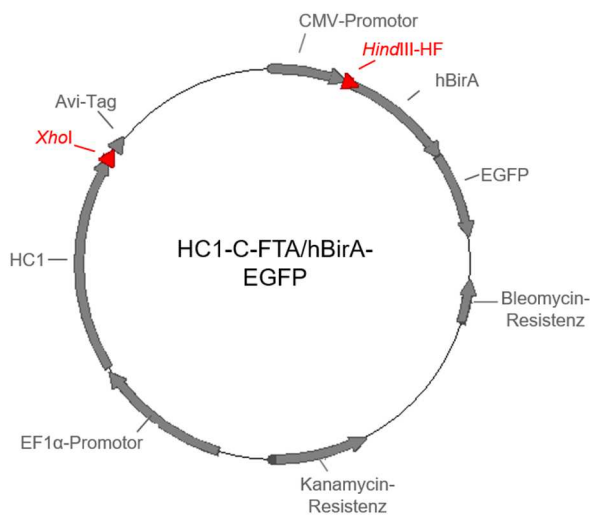 CMV-Promotor
HindIII-HF
hBirA
Avi-Tag
XhoI
EGFP
HC1-C-FTA/hBirA-
EGFP
HC1
Bleomycin-
Resistenz
EF1α-Promotor
Kanamycin-
Resistenz